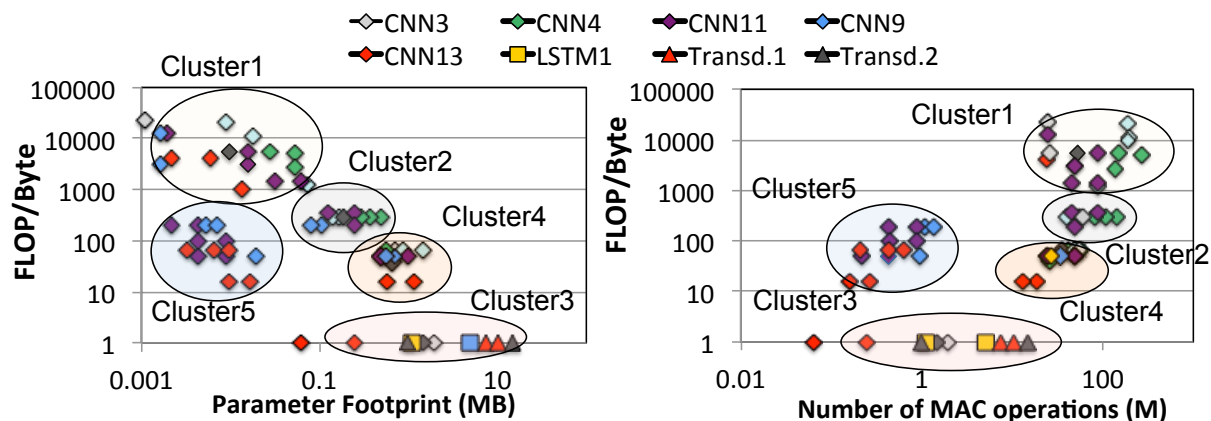 CNN3 CNN4 CNN11 CNN9
CNN13 LSTM1 Transd.1 Transd.2
Cluster1
100000
10000
1000
100
10
1
FLOP/Byte
Cluster2
Cluster4
Cluster5
Cluster3
0.001 0.1 10
Parameter Footprint (MB)
100000
10000
1000
100
10
1
FLOP/Byte
Cluster1
Cluster5
Cluster2
Cluster3
Cluster4
0.01 1 100
Number of MAC operations (M)